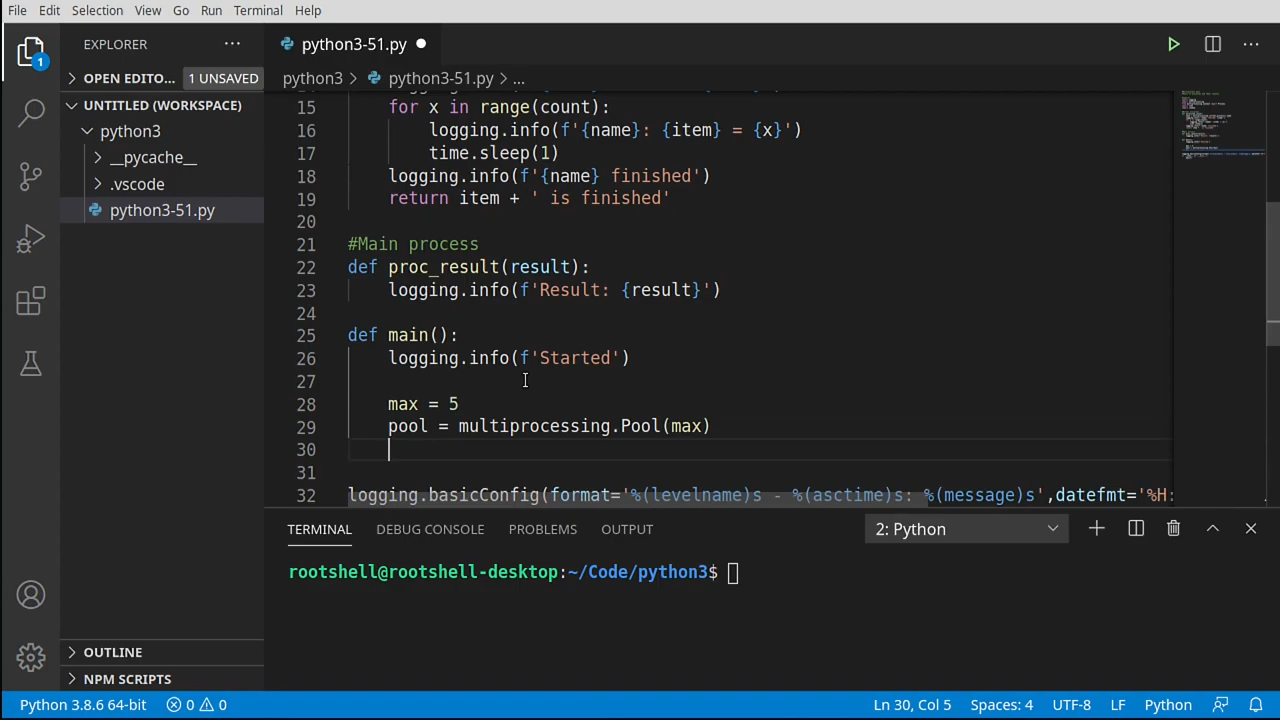 File Edit Selection View Go Run Terminal Help
EXPLORER ···
python3-51.py
1
OPEN EDITO... 1 UNSAVED
python3 > python3-51.py > ...
UNTITLED (WORKSPACE)
python3
__pycache__
.vscode
python3-51.py
15 for x in range(count):
16 logging.info(f'{name}: {item} = {x}')
17 time.sleep(1)
18 logging.info(f'{name} finished')
19 return item + ' is finished'
20
21 #Main process
22 def proc_result(result):
23 logging.info(f'Result: {result}')
24
25 def main():
26 logging.info(f'Started')
27
28 max = 5
29 pool = multiprocessing.Pool(max)
30
31
32 logging.basicConfig(format='%(levelname)s - %(asctime)s: %(message)s',datefmt='%H:
TERMINAL DEBUG CONSOLE PROBLEMS OUTPUT 2: Python
rootshell@rootshell-desktop:~/Code/python3$
OUTLINE
NPM SCRIPTS
Python 3.8.6 64-bit 0 0 Ln 30, Col 5 Spaces: 4 UTF-8 LF Python